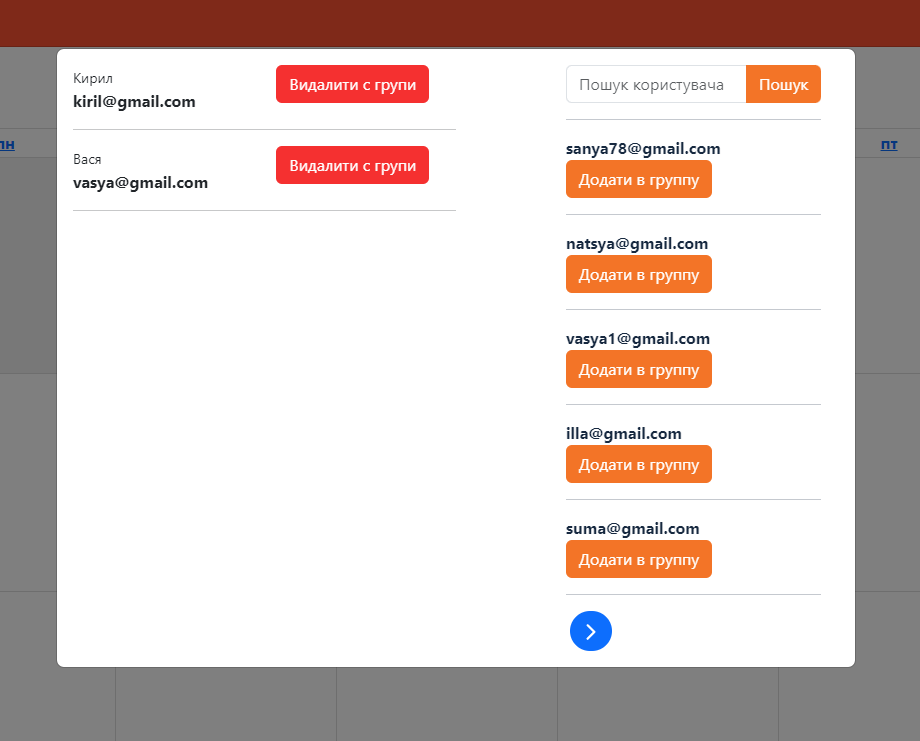 Кирил
kiril@gmail.com
Видалити с групи
Вася
vasya@gmail.com
Видалити с групи
Пошук користувача
Пошук
sanya78@gmail.com
Додати в группу
natsya@gmail.com
Додати в группу
vasya1@gmail.com
Додати в группу
illa@gmail.com
Додати в группу
suma@gmail.com
Додати в группу
пн
пт